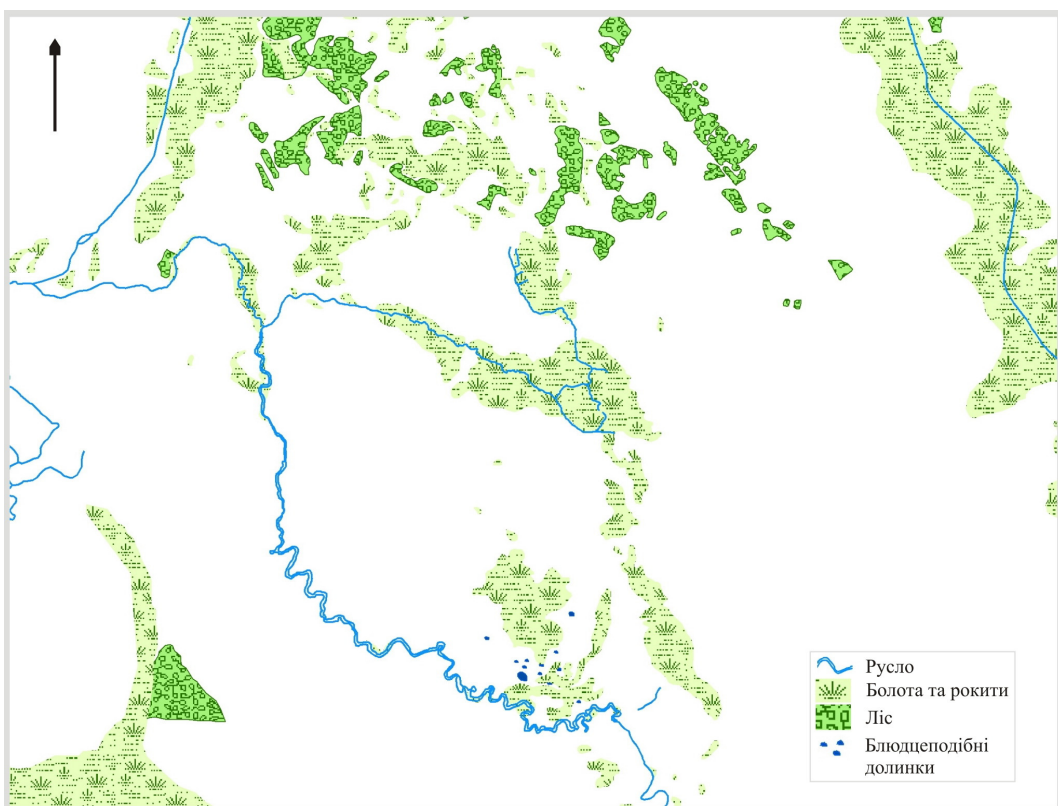 Русло
Болота та рокити
Ліс
Блюдцеподібні
долинки